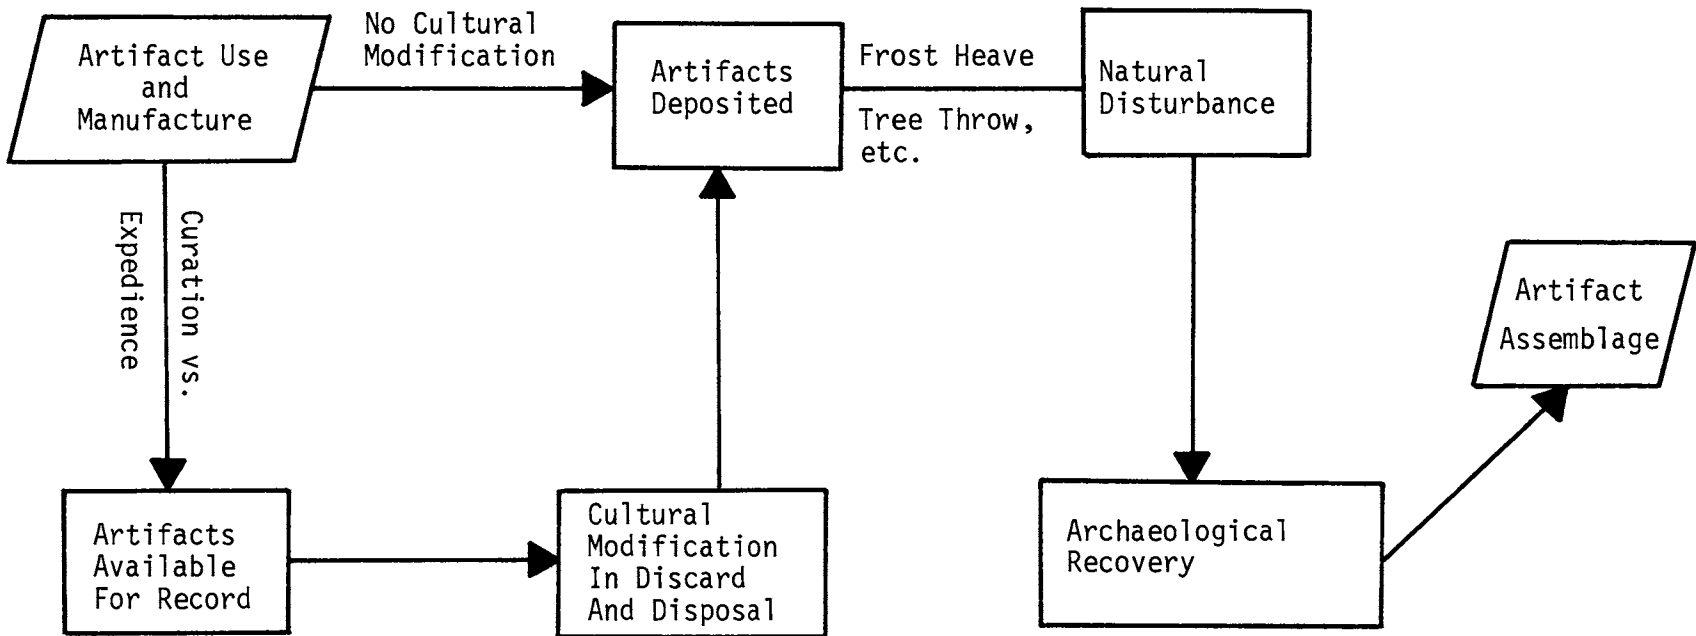 Artifact Use
and
Manufacture
No Cultural
Modification
Artifacts
Deposited
Frost Heave
Tree Throw,
etc.
Natural
Disturbance
Curation vs.
Expedience
Artifact
Assemblage
Artifacts
Available
For Record
Cultural
Modification
In Discard
And Disposal
Archaeological
Recovery